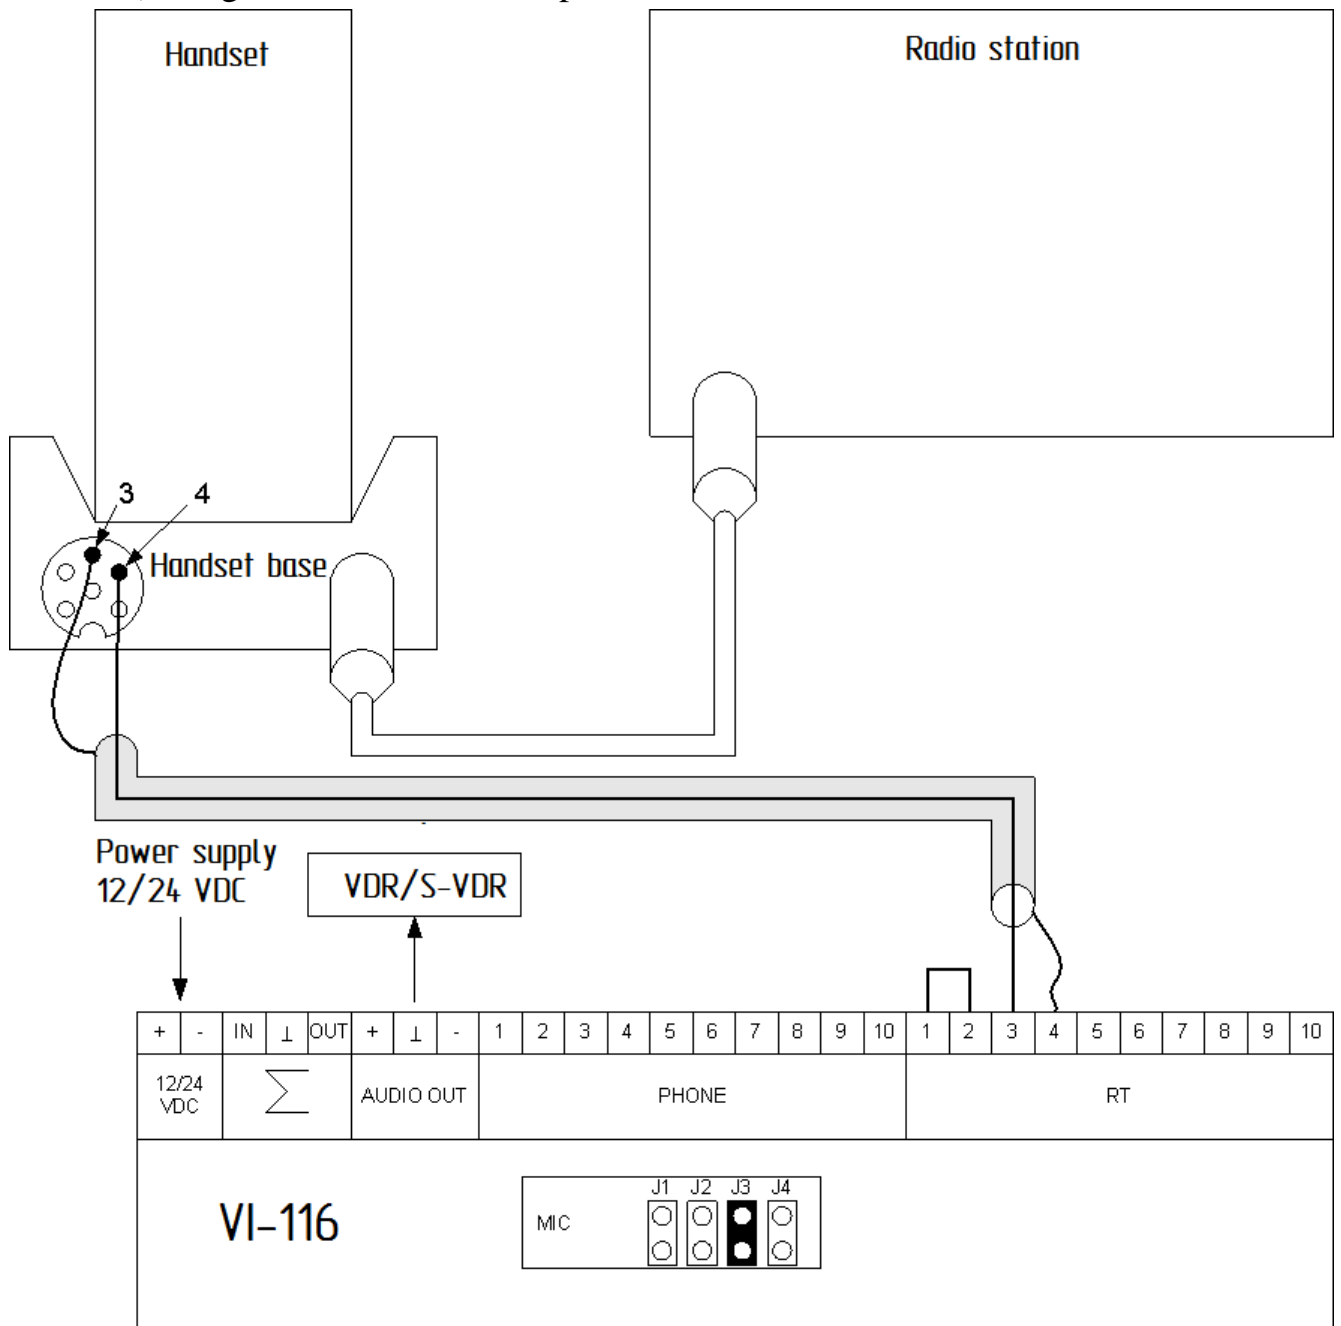 Handset
Radio station
3 4
Handset base
Power supply
12/24 VDC
VDR/S-VDR
+ - IN ⊥ OUT + ⊥ - 1 2 3 4 5 6 7 8 9 10 1 2 3 4 5 6 7 8 9 10
12/24
VDC
∑ AUDIO OUT PHONE RT
VI-116
MIC J1 J2 J3 J4